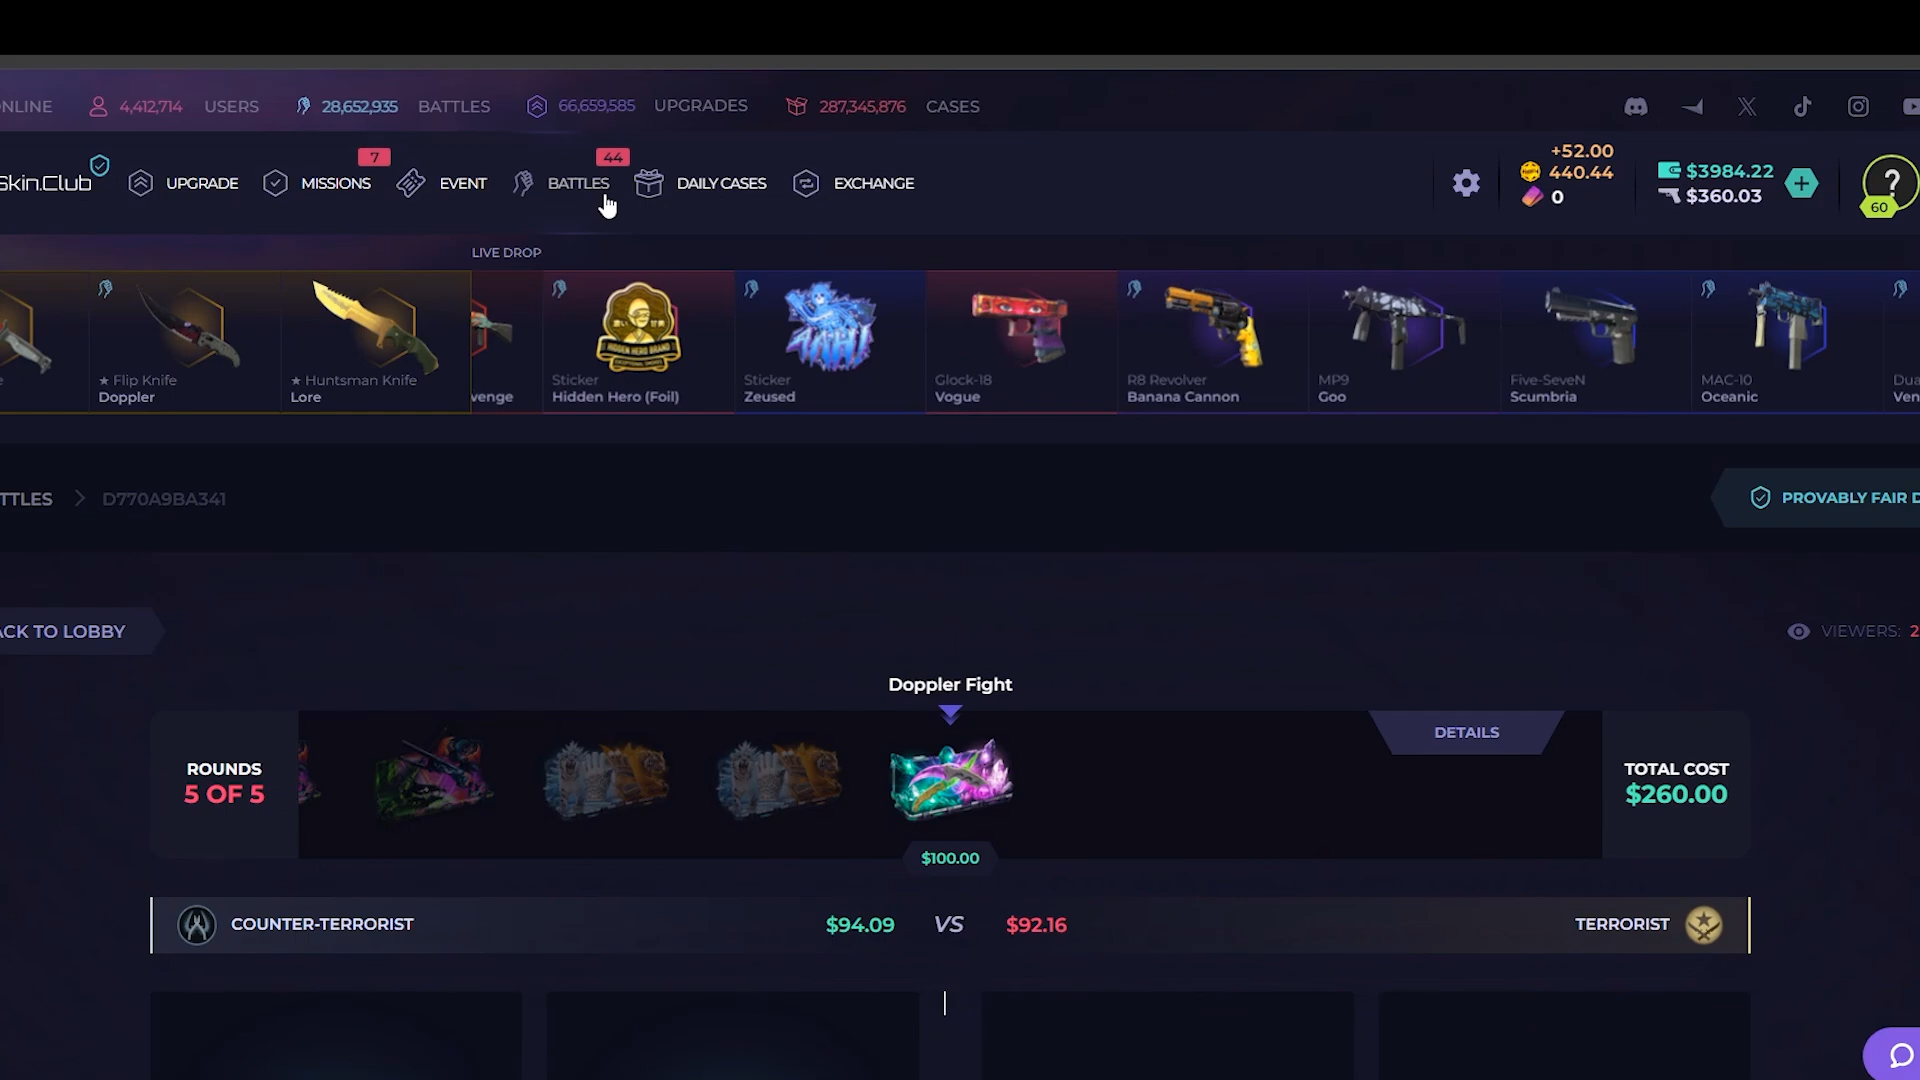 NLINE 4,412,714 USERS 28,652,935 BATTLES 66,659,585 UPGRADES 287,345,876 CASES
Skin.Club UPGRADE MISSIONS 7 EVENT BATTLES 44 DAILY CASES EXCHANGE
+52.00
440.44
0
$3984.22
$360.03
?
60
LIVE DROP
★ Flip Knife
Doppler
★ Huntsman Knife
Lore
venge
Sticker
Hidden Hero (Foil)
Sticker
Zeused
Glock-18
Vogue
R8 Revolver
Banana Cannon
MP9
Goo
Five-SeveN
Scumbria
MAC-10
Oceanic
Dua
Ven
TTLES > D770A9BA341
PROVABLY FAIR D
ACK TO LOBBY
VIEWERS: 2
Doppler Fight
ROUNDS
5 OF 5
DETAILS
TOTAL COST
$260.00
$100.00
COUNTER-TERRORIST $94.09 VS $92.16 TERRORIST